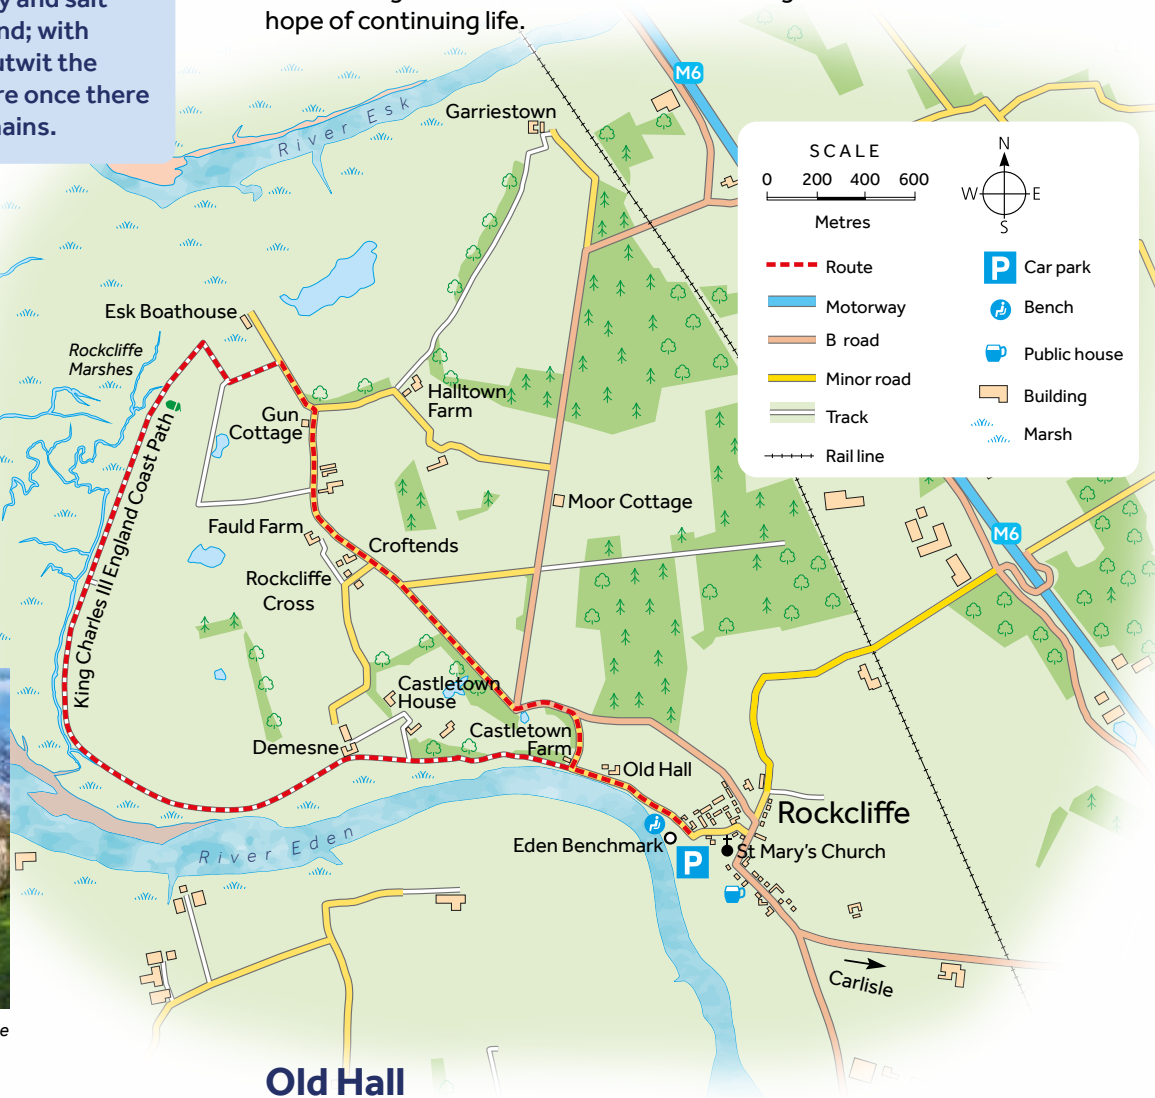 y and salt
nd; with
utwit the
re once there
ains.
hope of continuing life.
M6
Garriestown
River Esk
SCALE
0 200 400 600
Metres
N
W E
S
Route
Motorway
B road
Minor road
Track
Rail line
Car park
Bench
Public house
Building
Marsh
P
Esk Boathouse
Rockcliffe
Marshes
Halltown
Farm
Gun
Cottage
King Charles III England Coast Path
Moor Cottage
M6
Fauld Farm
Croftends
Rockcliffe
Cross
Castletown
House
Castletown
Farm
Demesne
Old Hall
Rockcliffe
Eden Benchmark
P
St Mary's Church
River Eden
Carlisle
e
Old Hall